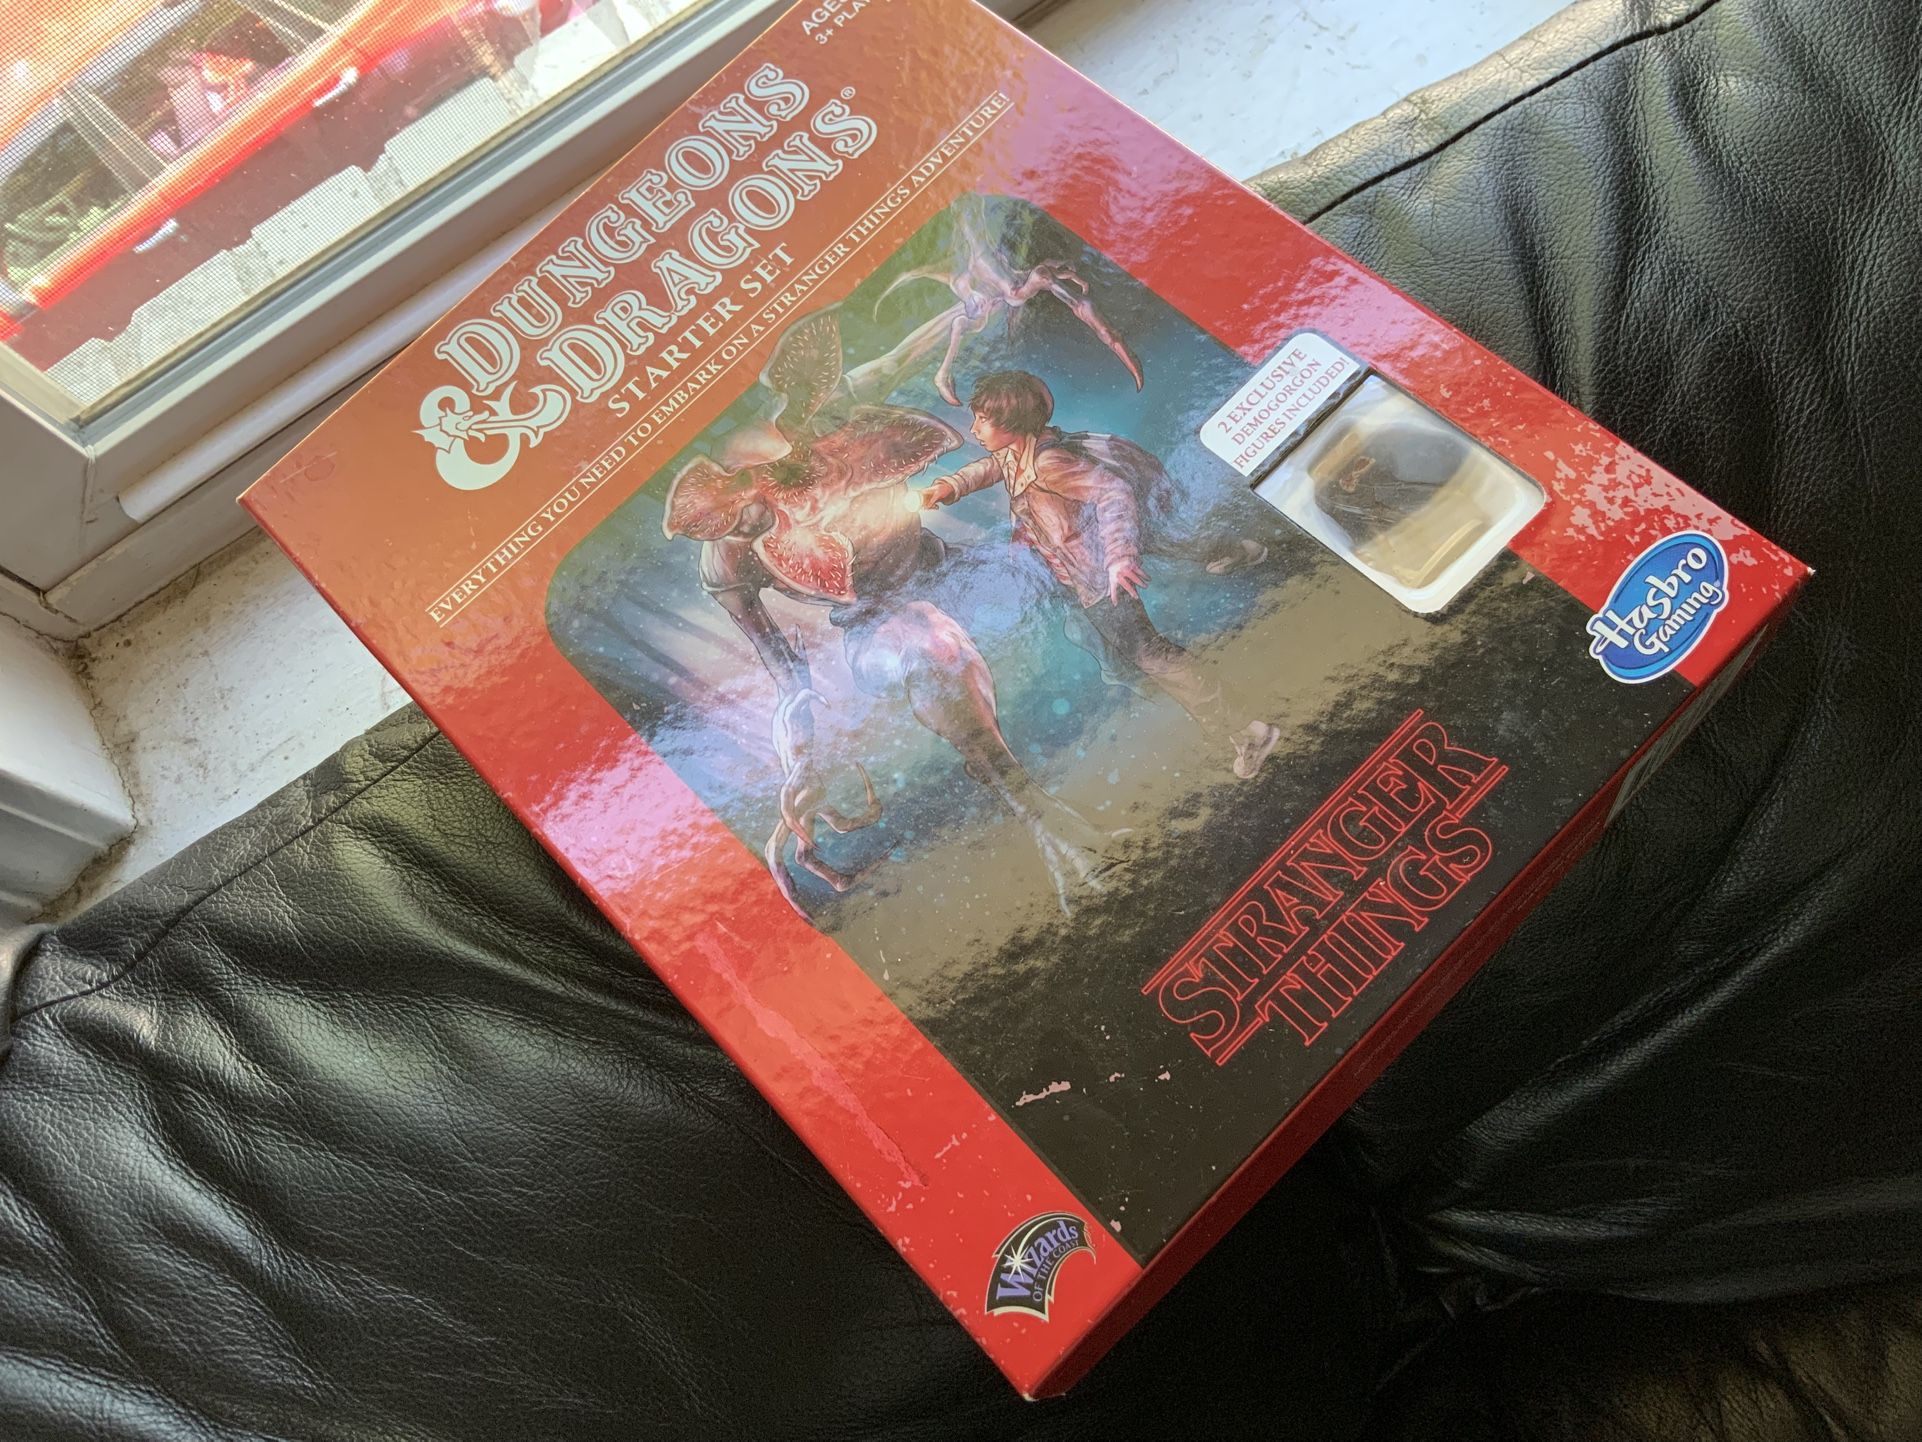 3+
DUNGEONS
& DRAGONS®
STARTER SET
EVERYTHING YOU NEED TO EMBARK ON A STRANGER THINGS ADVENTURE!
2 EXCLUSIVE
DEMOGORGON
FIGURES INCLUDED!
Hasbro
Gaming
STRANGER
THINGS
Wizards
OF THE COAST